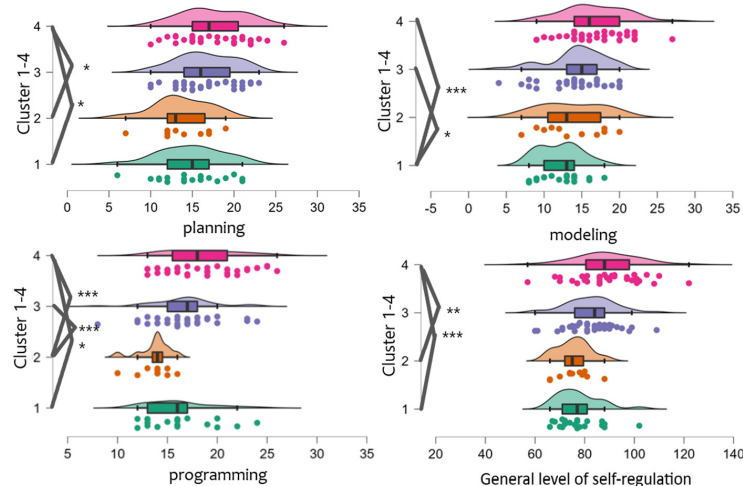 Cluster 1-4
4
3
2
1
*
*
0 5 10 15 20 25 30 35
planning
Cluster 1-4
4
3
2
1
***
*
-5 0 5 10 15 20 25 30 35
modeling
Cluster 1-4
4
3
2
1
***
***
*
5 10 15 20 25 30 35
programming
Cluster 1-4
4
3
2
1
**
***
20 40 60 80 100 120 140
General level of self-regulation